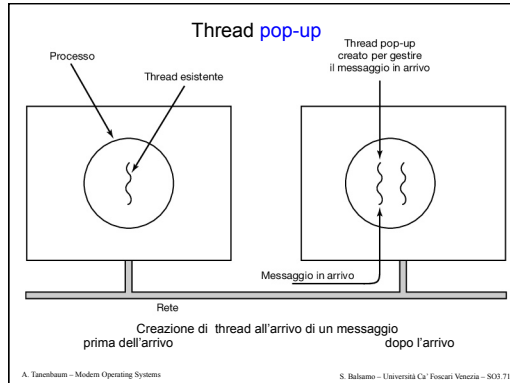 Thread pop-up
Processo
Thread esistente
Thread pop-up
creato per gestire
il messaggio in arrivo
Messaggio in arrivo
Rete
Creazione di thread all'arrivo di un messaggio
prima dell'arrivo dopo l'arrivo
A. Tanenbaum – Modern Operating Systems
S. Balsamo – Università Ca' Foscari Venezia – SO3.71